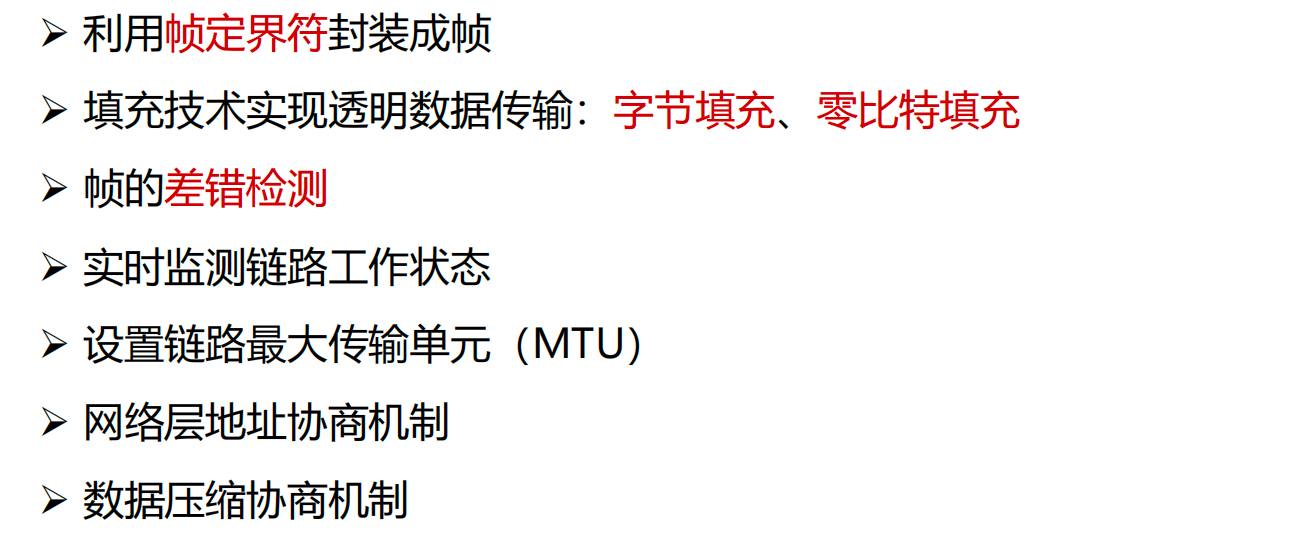 ➢ 利用帧定界符封装成帧
➢ 填充技术实现透明数据传输：字节填充、零比特填充
➢ 帧的差错检测
➢ 实时监测链路工作状态
➢ 设置链路最大传输单元（MTU）
➢ 网络层地址协商机制
➢ 数据压缩协商机制